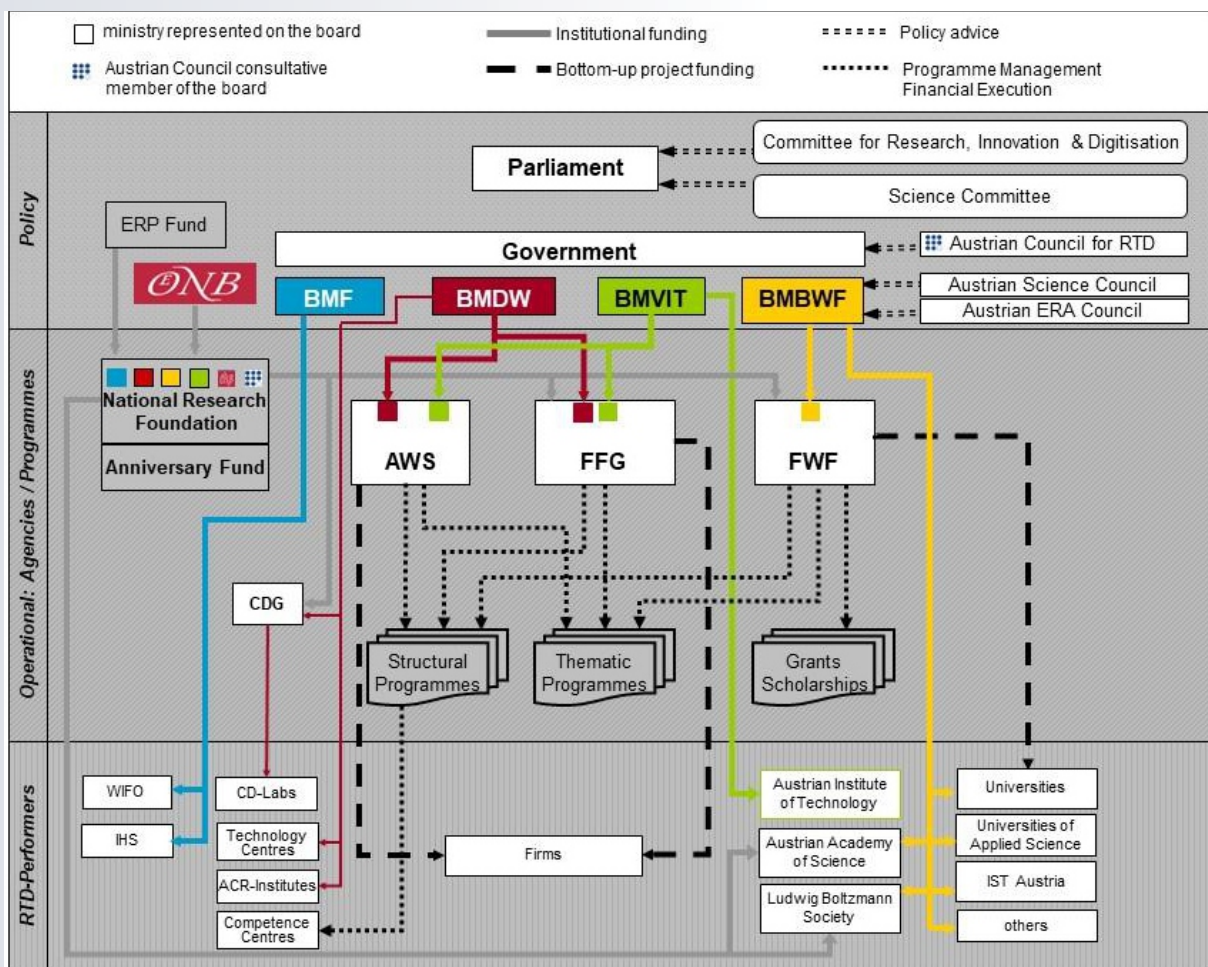 ministry represented on the board
Institutional funding
Policy advice
Austrian Council consultative
member of the board
Bottom-up project funding
Programme Management
Financial Execution
Policy
Parliament
Committee for Research, Innovation & Digitisation
Science Committee
ERP Fund
Government
Austrian Council for RTD
OeNB
BMF
BMDW
BMVIT
BMBWF
Austrian Science Council
Austrian ERA Council
Operational: Agencies / Programmes
National Research
Foundation
Anniversary Fund
AWS
FFG
FWF
CDG
Structural
Programmes
Thematic
Programmes
Grants
Scholarships
RTD-Performers
WIFO
IHS
CD-Labs
Technology
Centres
ACR-Institutes
Competence
Centres
Firms
Austrian Institute
of Technology
Austrian Academy
of Science
Ludwig Boltzmann
Society
Universities
Universities of
Applied Science
IST Austria
others